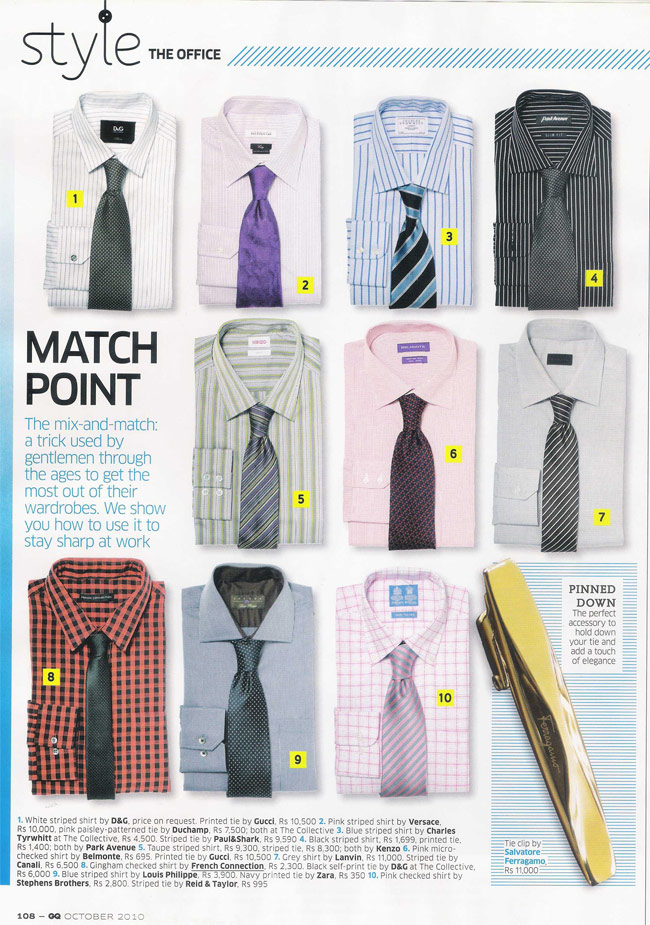 style THE OFFICE
D&G
1
2
3
Park Avenue
SLIM FIT
4
MATCH
POINT
The mix-and-match:
a trick used by
gentlemen through
the ages to get the
most out of their
wardrobes. We show
you how to use it to
stay sharp at work
KENZO
5
6
7
8
9
10
PINNED
DOWN
The perfect
accessory to
hold down
your tie and
add a touch
of elegance
Ferragamo
Tie clip by
Salvatore
Ferragamo,
Rs 11,000
1. White striped shirt by D&G, price on request. Printed tie by Gucci, Rs 10,500 2. Pink striped shirt by Versace,
Rs 10,000, pink paisley-patterned tie by Duchamp, Rs 7,500; both at The Collective 3. Blue striped shirt by Charles
Tyrwhitt at The Collective, Rs 4,500. Striped tie by Paul&Shark, Rs 9,590 4. Black striped shirt, Rs 1,699, printed tie,
Rs 1,400; both by Park Avenue 5. Taupe striped shirt, Rs 9,300, striped tie, Rs 8,300; both by Kenzo 6. Pink micro-
checked shirt by Belmonte, Rs 695. Printed tie by Gucci, Rs 10,500 7. Grey shirt by Lanvin, Rs 11,000. Striped tie by
Canali, Rs 6,500 8. Gingham checked shirt by French Connection, Rs 2,300. Black self-print tie by D&G at The Collective,
Rs 6,000 9. Blue striped shirt by Louis Philippe, Rs 3,900. Navy printed tie by Zara, Rs 350 10. Pink checked shirt by
Stephens Brothers, Rs 2,800. Striped tie by Reid & Taylor, Rs 995
108 – GQ OCTOBER 2010